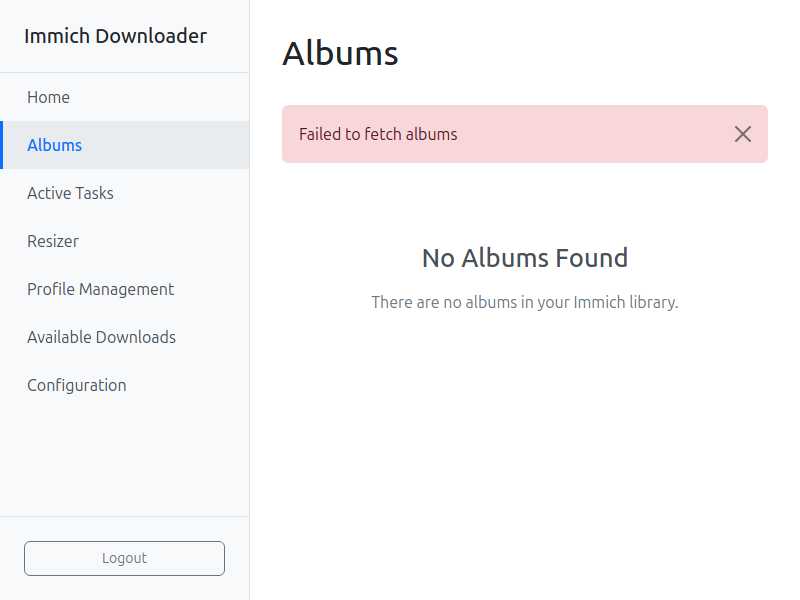 Immich Downloader
Home
Albums
Active Tasks
Resizer
Profile Management
Available Downloads
Configuration
Logout
Albums
Failed to fetch albums
No Albums Found
There are no albums in your Immich library.